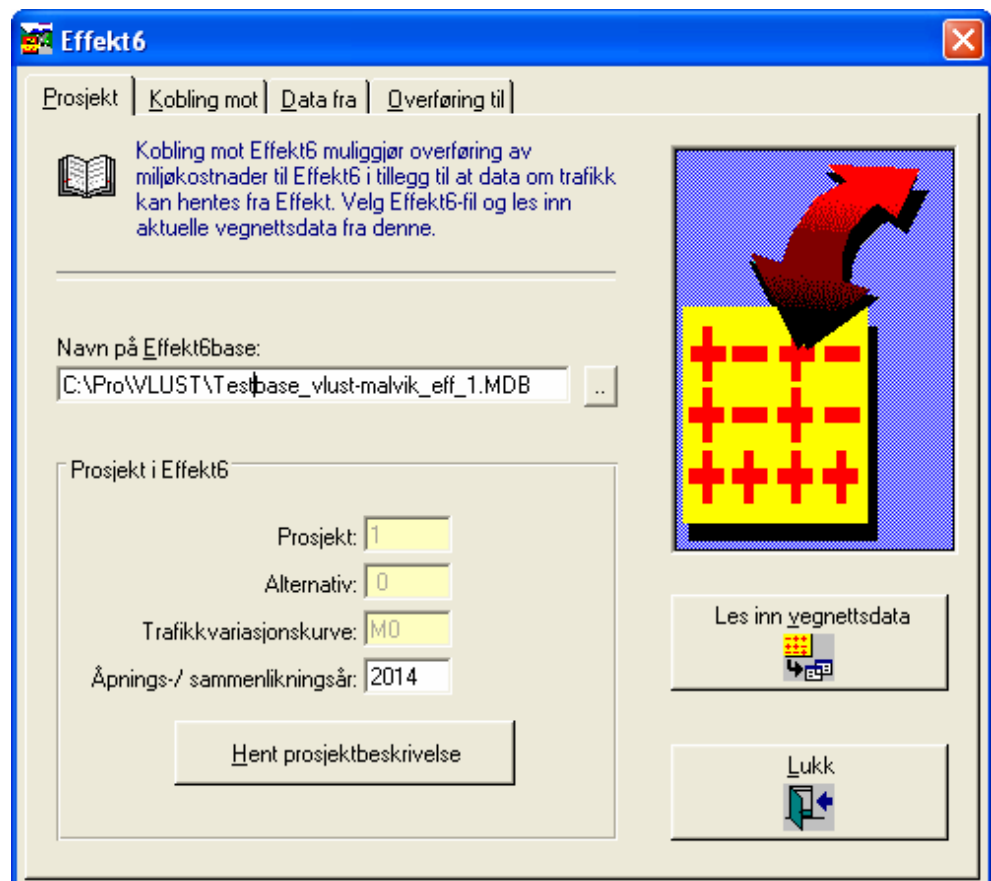 Effekt6
Prosjekt Kobling mot Data fra Overføring til
Kobling mot Effekt6 muliggjør overføring av
miljøkostnader til Effekt6 i tillegg til at data om trafikk
kan hentes fra Effekt. Velg Effekt6-fil og les inn
aktuelle vegnettsdata fra denne.
Navn på Effekt6base:
C:\Pro\VLUST\Testbase_vlust-malvik_eff_1.MDB ..
Prosjekt i Effekt6
Prosjekt: 1
Alternativ: 0
Trafikkvariasjonskurve: M0
Åpnings-/ sammenlikningsår: 2014
Hent prosjektbeskrivelse
Les inn vegnettsdata
Lukk